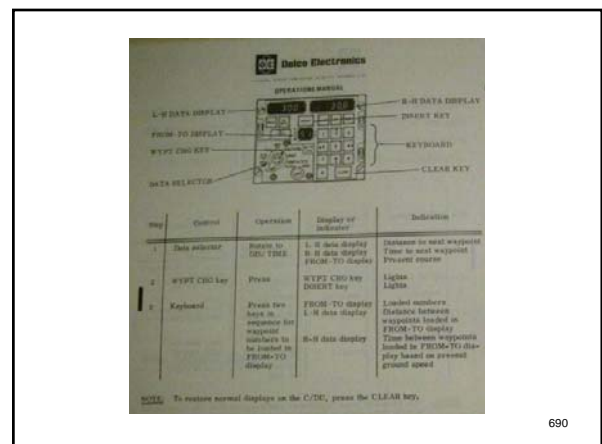 Delco Electronics
OPERATIONS MANUAL
L-H DATA DISPLAY
R-H DATA DISPLAY
INSERT KEY
FROM-TO DISPLAY
WYPT CHG KEY
KEYBOARD
CLEAR KEY
DATA SELECTOR
Step Control Operation Display or Indication
indicator
1 Data selector Rotate to L-H data display Distance to next waypoint
DIS/TIME R-H data display Time to next waypoint
FROM-TO display Present course
2 WYPT CHG key Press WYPT CHG key Lights
INSERT key Lights
3 Keyboard Press two FROM-TO display Loaded numbers
keys in L-H data display Distance between
sequence for waypoints loaded in
waypoint FROM-TO display
numbers to R-H data display Time between waypoints
be loaded in loaded in FROM-TO dis-
FROM-TO play based on present
display ground speed
NOTE: To restore normal displays on the C/DU, press the CLEAR key.
690